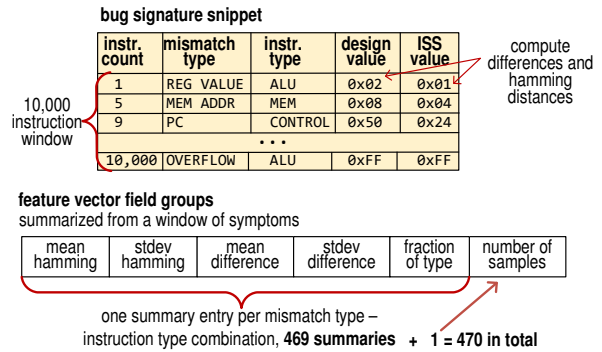 bug signature snippet
instr. count mismatch type instr. type design value ISS value
1 REG VALUE ALU 0x02 0x01
5 MEM ADDR MEM 0x08 0x04
9 PC CONTROL 0x50 0x24
...
10,000 OVERFLOW ALU 0xFF 0xFF
10,000 instruction window
compute differences and hamming distances
feature vector field groups
summarized from a window of symptoms
mean hamming stdev hamming mean difference stdev difference fraction of type number of samples
one summary entry per mismatch type –
instruction type combination, 469 summaries + 1 = 470 in total